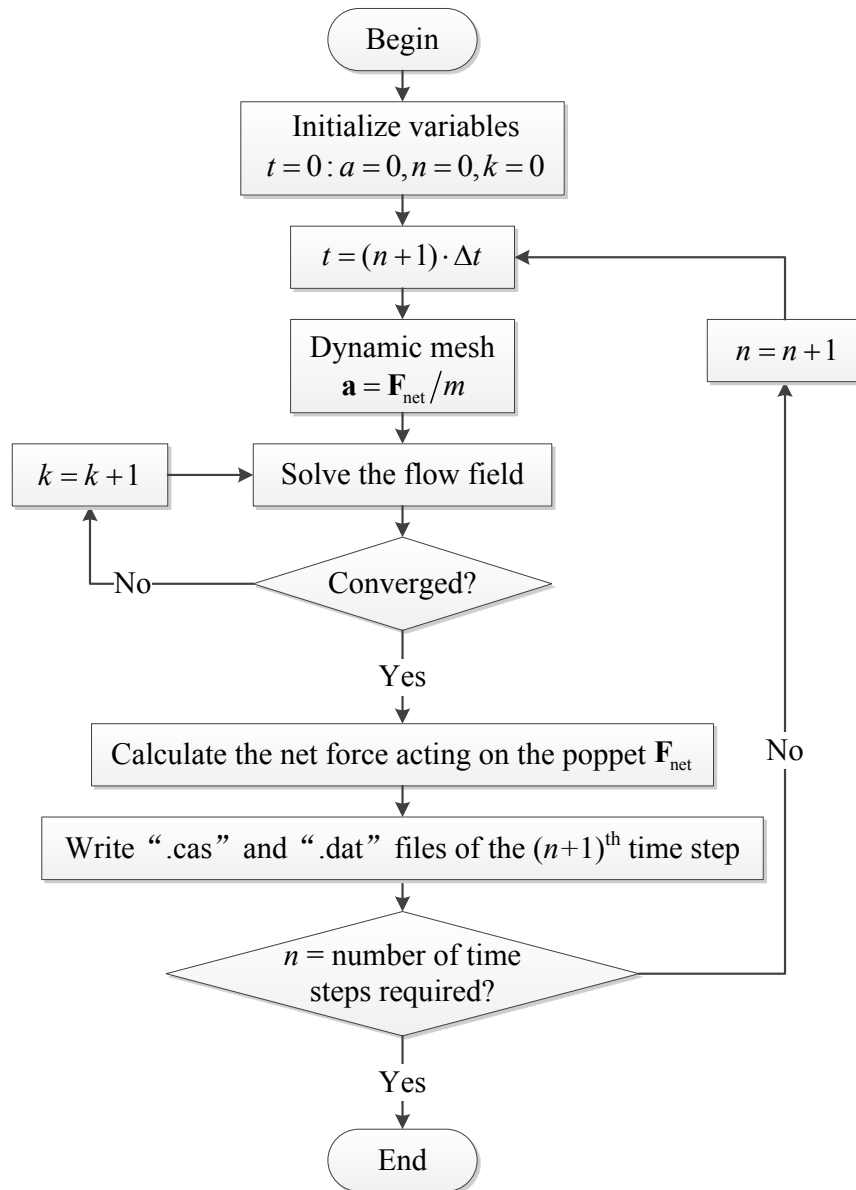 Begin
Initialize variables
t = 0 : a = 0, n = 0, k = 0
t = (n + 1) · Δt
Dynamic mesh
a = F_net / m
n = n + 1
k = k + 1
Solve the flow field
Converged?
No
Yes
Calculate the net force acting on the poppet F_net
No
Write “.cas” and “.dat” files of the (n+1)^th time step
n = number of time
steps required?
Yes
End